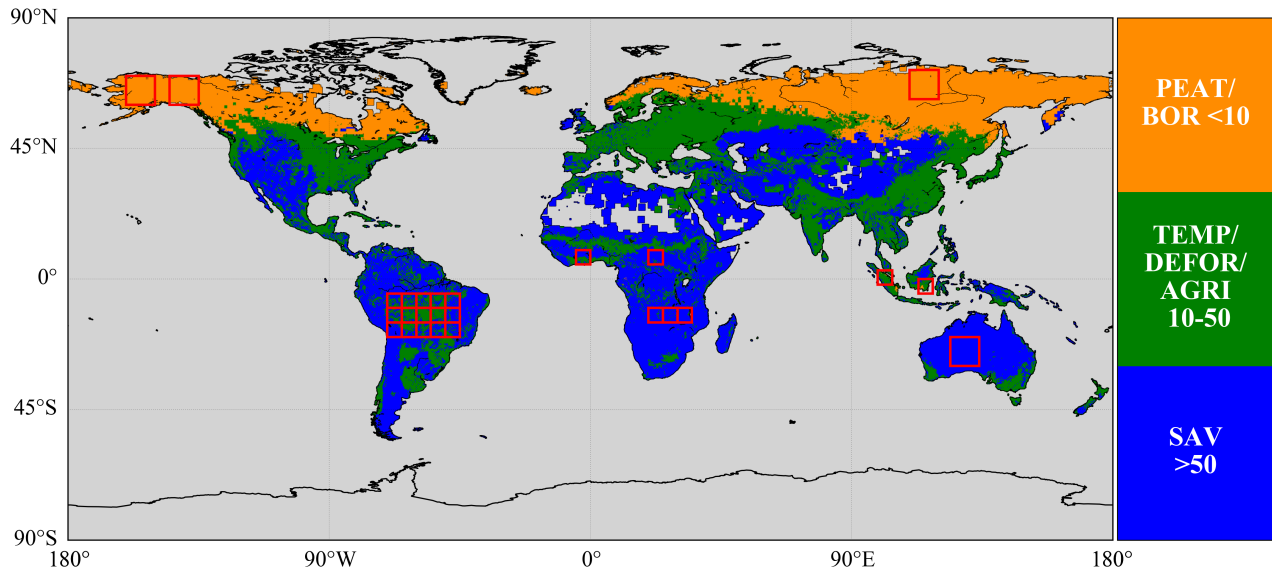 90°N
45°N
0°
45°S
90°S
180°
90°W
0°
90°E
180°
PEAT/
BOR <10
TEMP/
DEFOR/
AGRI
10-50
SAV
>50